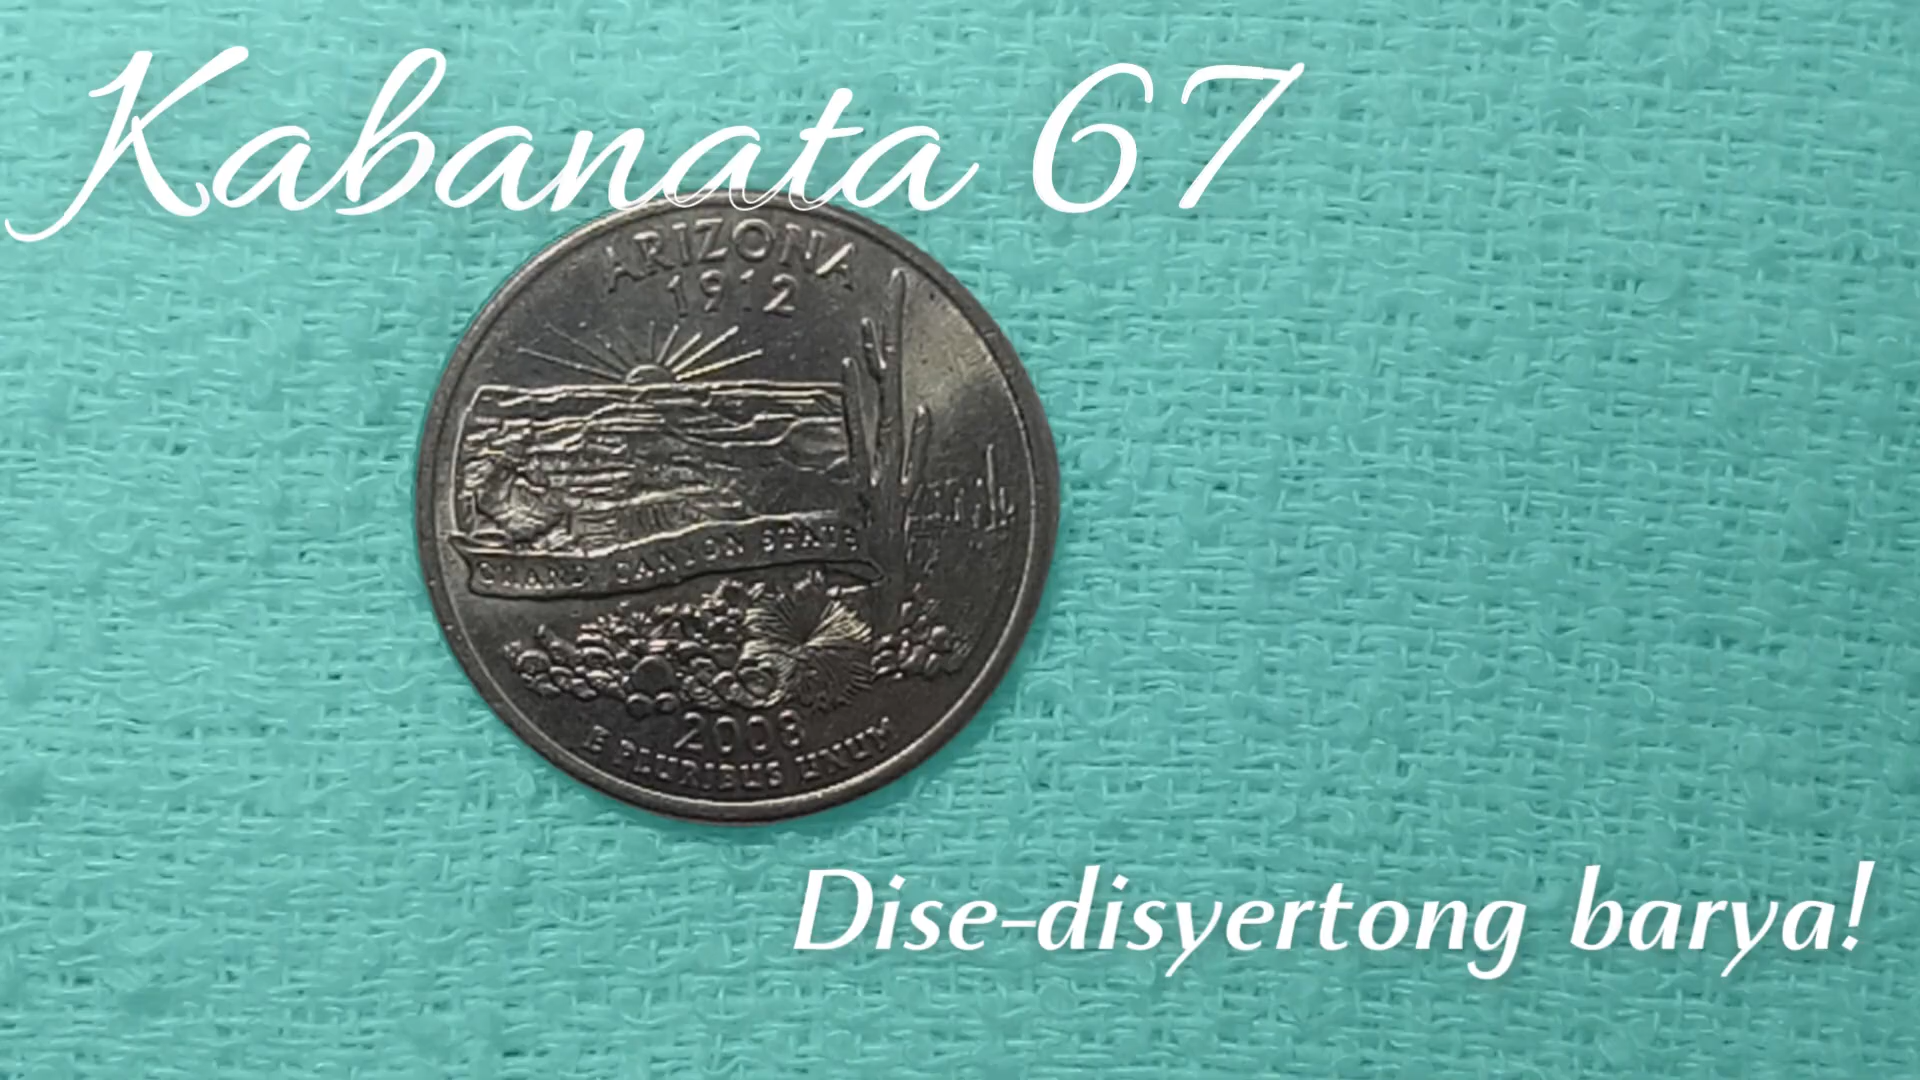 Kabanata 67
ARIZONA
1912
GRAND CANYON STATE
2008
E PLURIBUS UNUM
Dise-disyertong barya!